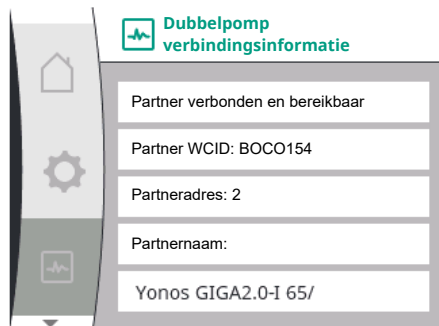 Dubbelpomp
verbindingsinformatie
Partner verbonden en bereikbaar
Partner WCID: BOCO154
Partneradres: 2
Partnernaam:
Yonos GIGA2.0-I 65/